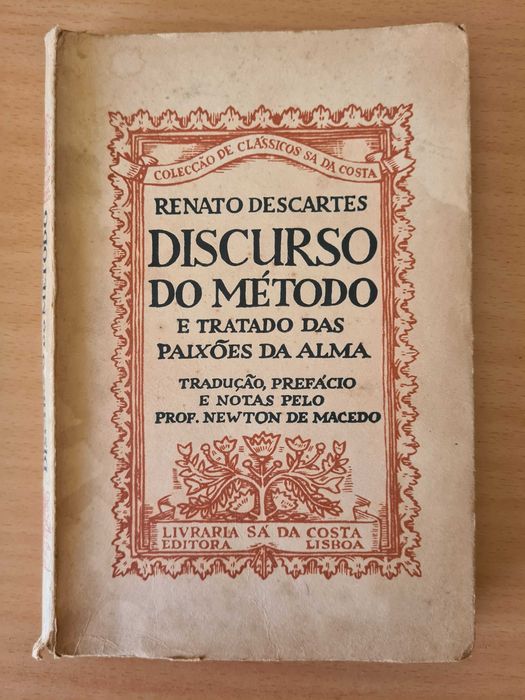 COLECÇÃO DE CLÁSSICOS SÁ DA COSTA
RENATO DESCARTES
DISCURSO
DO MÉTODO
E TRATADO DAS
PAIXÕES DA ALMA
TRADUÇÃO, PREFÁCIO
E NOTAS PELO
PROF. NEWTON DE MACEDO
LIVRARIA SÁ DA COSTA
EDITORA LISBOA